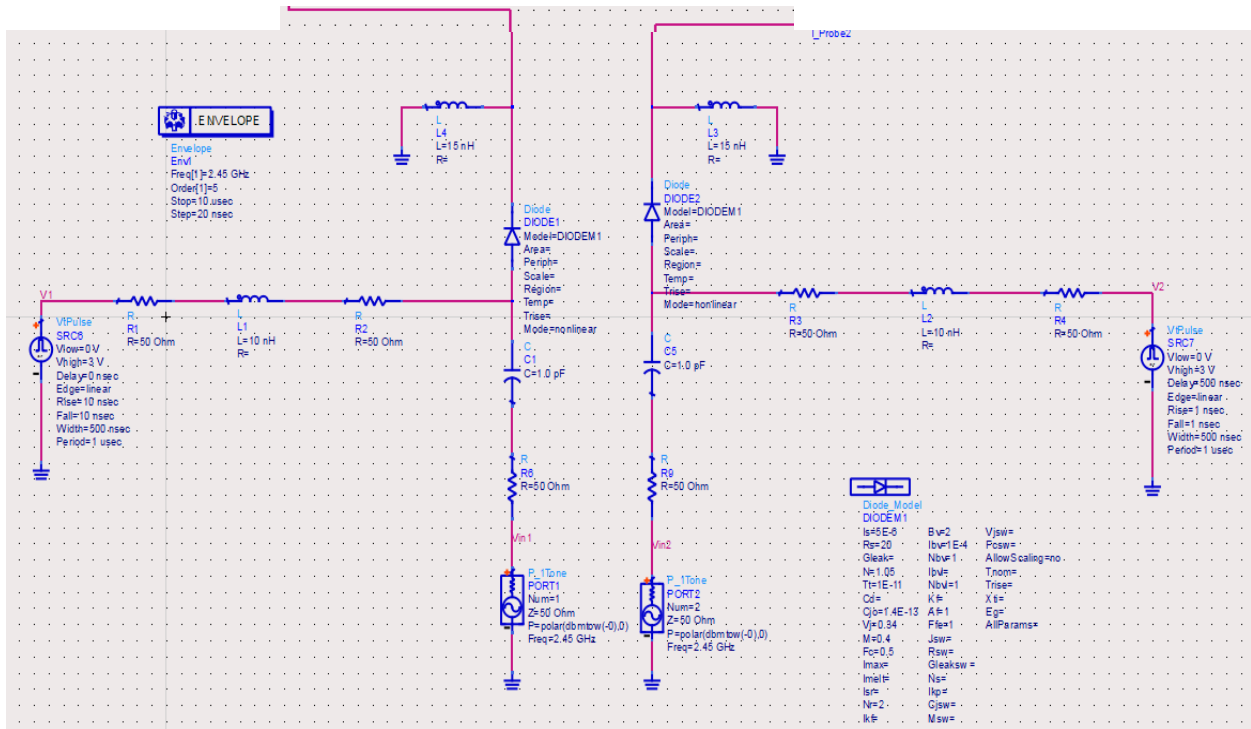 I_Probe2
ENVELOPE
Envelope
Env1
Freq[1]=2.45 GHz
Order[1]=5
Stop=10 usec
Step=20 nsec
L
L4
L=15 nH
R=
L
L3
L=15 nH
R=
Diode
DIODE1
Model=DIODEM1
Area=
Periph=
Scale=
Region=
Temp=
Trise=
Mode=nonlinear
Diode
DIODE2
Model=DIODEM1
Area=
Periph=
Scale=
Region=
Temp=
Trise=
Mode=nonlinear
V1
VtPulse
SRC6
Vlow=0 V
Vhigh=3 V
Delay=0 nsec
Edge=linear
Rise=10 nsec
Fall=10 nsec
Width=500 nsec
Period=1 usec
R
R1
R=50 Ohm
L
L1
L=10 nH
R=
R
R2
R=50 Ohm
R
R3
R=50 Ohm
L
L2
L=10 nH
R=
R
R4
R=50 Ohm
V2
VtPulse
SRC7
Vlow=0 V
Vhigh=3 V
Delay=500 nsec
Edge=linear
Rise=1 nsec
Fall=1 nsec
Width=500 nsec
Period=1 usec
C
C1
C=1.0 pF
C
C5
C=1.0 pF
R
R6
R=50 Ohm
R
R9
R=50 Ohm
Vin1
P_1Tone
PORT1
Num=1
Z=50 Ohm
P=polar(dbmtow(-0),0)
Freq=2.45 GHz
Vin2
P_1Tone
PORT2
Num=2
Z=50 Ohm
P=polar(dbmtow(-0),0)
Freq=2.45 GHz
Diode_Model
DIODEM1
Is=5E-6
Rs=20
Gleak=
N=1.05
Tt=1E-11
Cd=
Cjo=1.4E-13
Vj=0.34
M=0.4
Fc=0.5
Imax=
Imelt=
Isr=
Nr=2
Ikf=
Bv=2
Ibv=1E-4
Nbv=1
Ibvl=
Nbvl=1
Kf=
Af=1
Ffe=1
Jsw=
Rsw=
Gleaksw=
Ns=
Ikp=
Cjsw=
Msw=
Vjsw=
Fcsw=
AllowScaling=no
Tnom=
Trise=
Xti=
Eg=
AllParams=